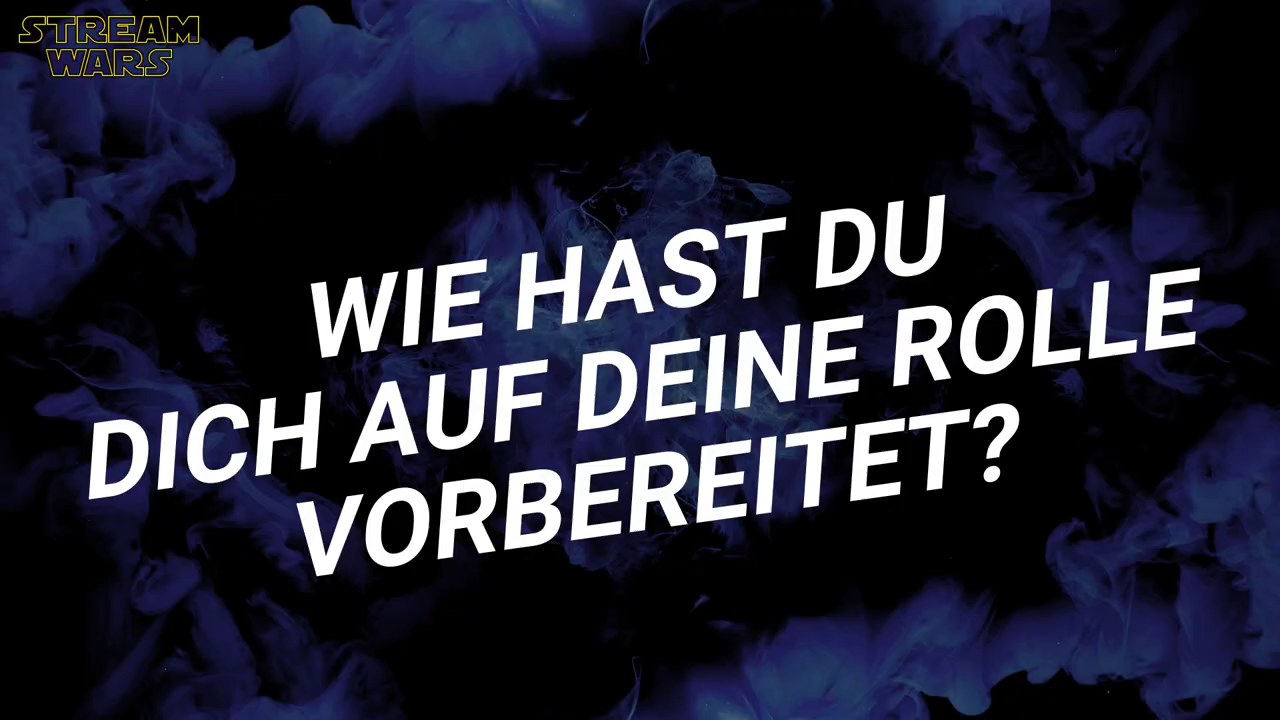 STREAM
WARS
WIE HAST DU
DICH AUF DEINE ROLLE
VORBEREITET?